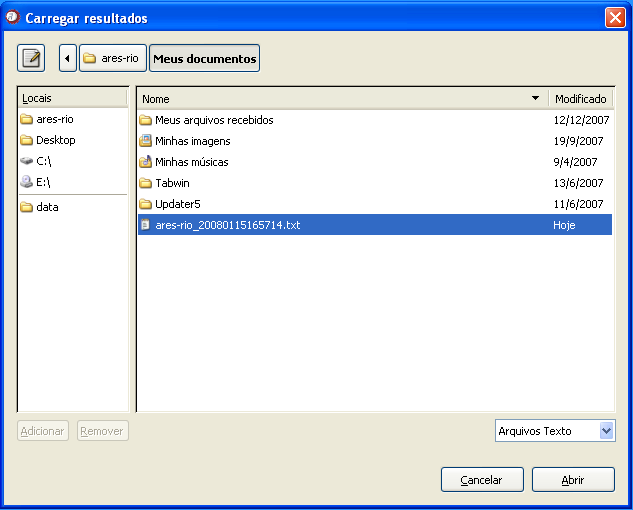 Carregar resultados
ares-rio Meus documentos
Locais
ares-rio
Desktop
C:\
E:\
data
Nome Modificado
Meus arquivos recebidos 12/12/2007
Minhas imagens 19/9/2007
Minhas músicas 9/4/2007
Tabwin 13/6/2007
Updater5 11/6/2007
ares-rio_20080115165714.txt Hoje
Adicionar Remover
Arquivos Texto
Cancelar Abrir